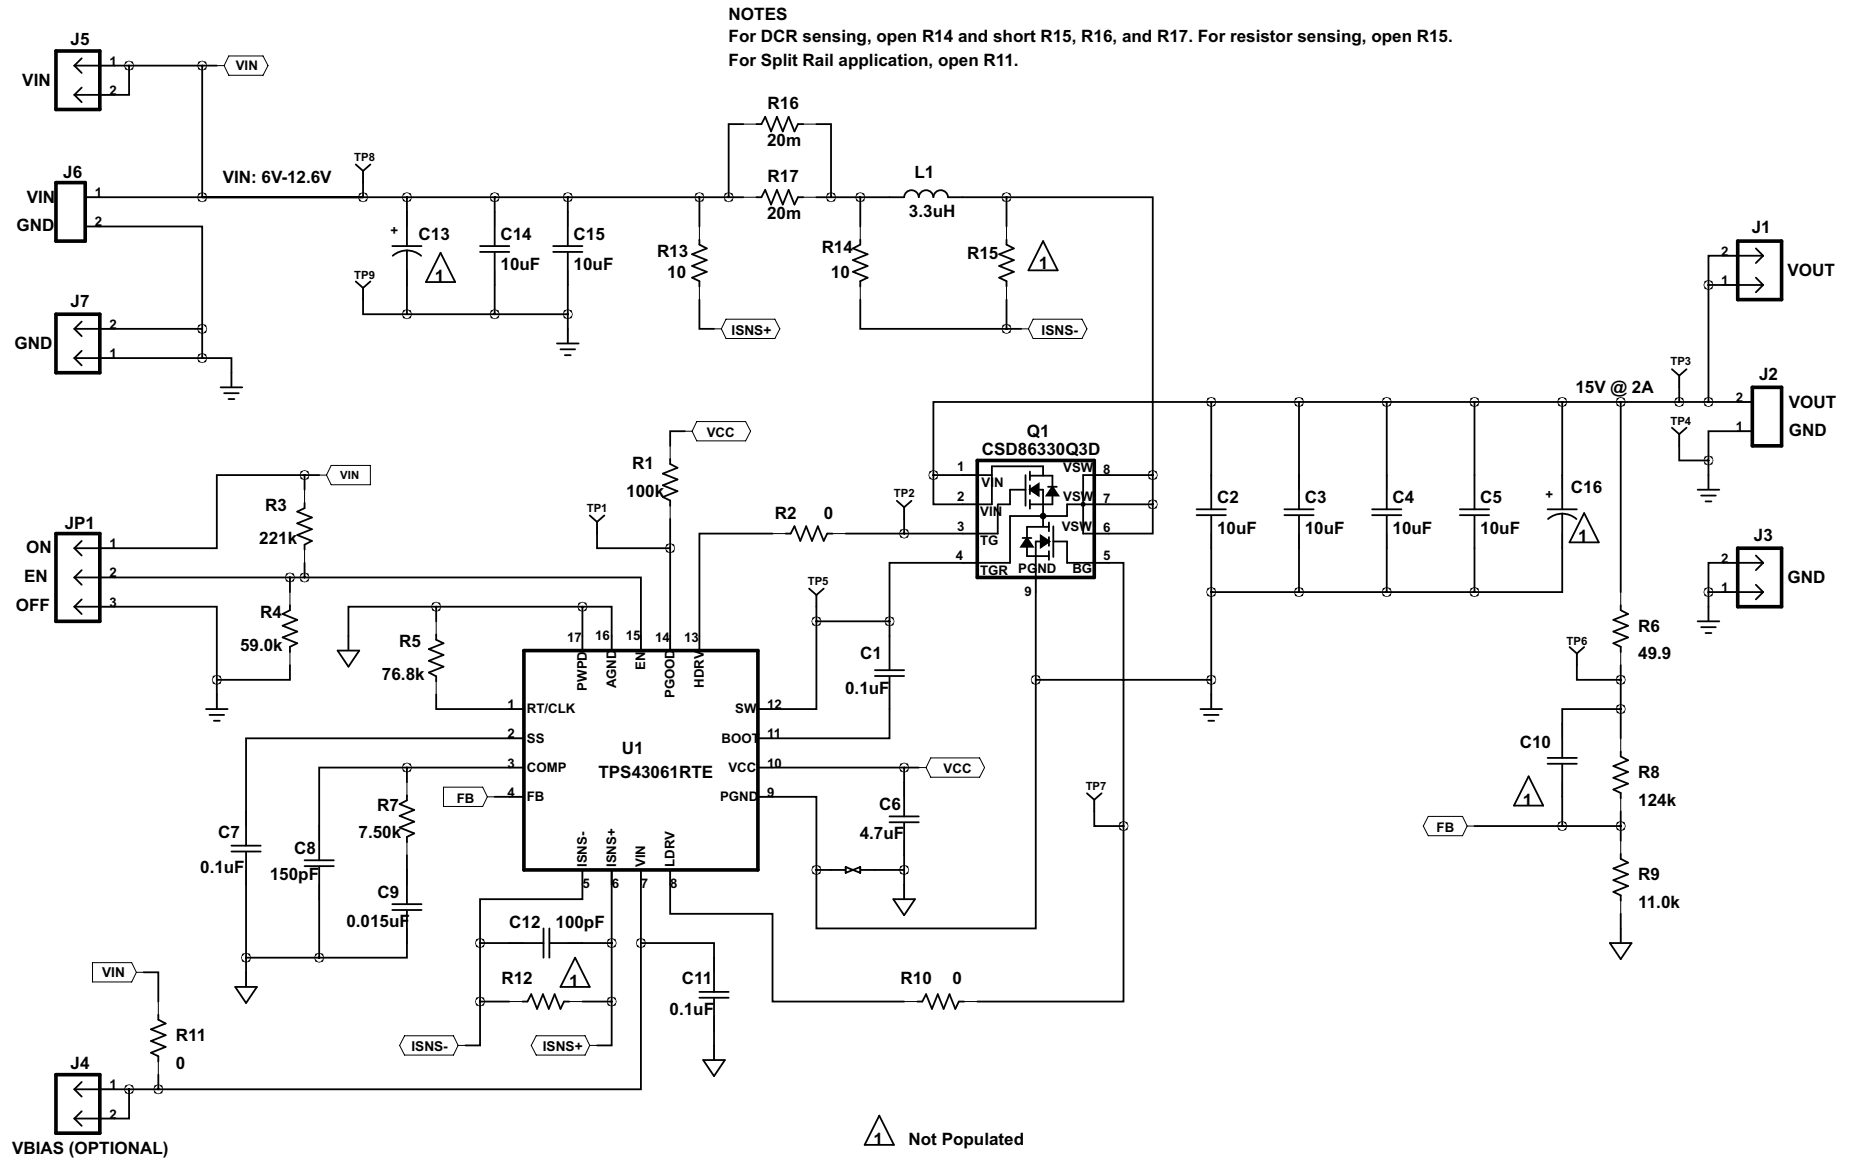 NOTES
For DCR sensing, open R14 and short R15, R16, and R17. For resistor sensing, open R15.
For Split Rail application, open R11.
J5
VIN
1
2
VIN
J6
VIN
GND
1
2
VIN: 6V-12.6V
TP8
TP9
J7
GND
2
1
+
C13
1
C14
10uF
C15
10uF
R16
20m
R17
20m
R13
10
ISNS+
R14
10
L1
3.3uH
R15
1
ISNS-
J1
2
1
VOUT
15V @ 2A
TP3
TP4
J2
2
1
VOUT
GND
J3
2
1
GND
VCC
R1
100k
TP1
R2 0
TP2
Q1
CSD86330Q3D
1
2
3
4
VIN
VIN
TG
TGR
VSW
VSW
VSW
BG
PGND
8
7
6
5
9
C2
10uF
C3
10uF
C4
10uF
C5
10uF
+
C16
1
VIN
R3
221k
JP1
ON
EN
OFF
1
2
3
R4
59.0k
R5
76.8k
17
16
15
14
13
PWPD
AGND
EN
PGOOD
HDRV
TP5
C1
0.1uF
1
RT/CLK
2
SS
3
COMP
4
FB
FB
U1
TPS43061RTE
SW
12
BOOT
11
VCC
10
PGND
9
VCC
C6
4.7uF
TP7
ISNS-
ISNS+
VIN
LDRV
5
6
7
8
C7
0.1uF
C8
150pF
R7
7.50k
C9
0.015uF
C12 100pF
R12
1
ISNS-
ISNS+
C11
0.1uF
R10 0
TP6
R6
49.9
C10
1
R8
124k
FB
R9
11.0k
VIN
R11
0
J4
1
2
VBIAS (OPTIONAL)
1
Not Populated